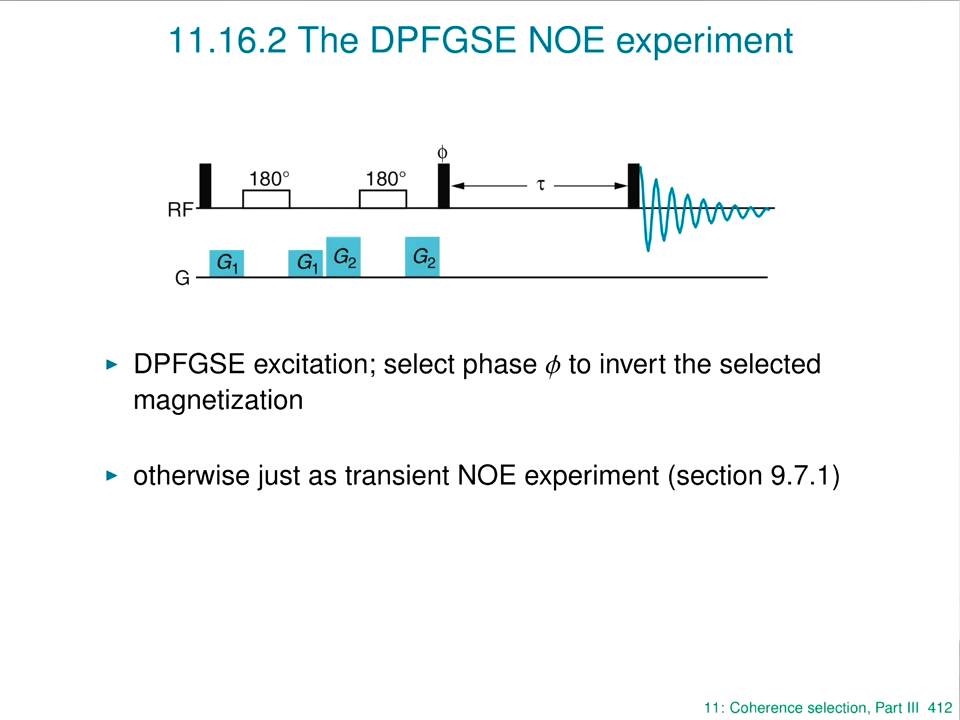 11.16.2 The DPFGSE NOE experiment
ϕ
180° 180°
τ
RF
G₁ G₁ G₂ G₂
G
▶ DPFGSE excitation; select phase ϕ to invert the selected
magnetization
▶ otherwise just as transient NOE experiment (section 9.7.1)
11: Coherence selection, Part III 412